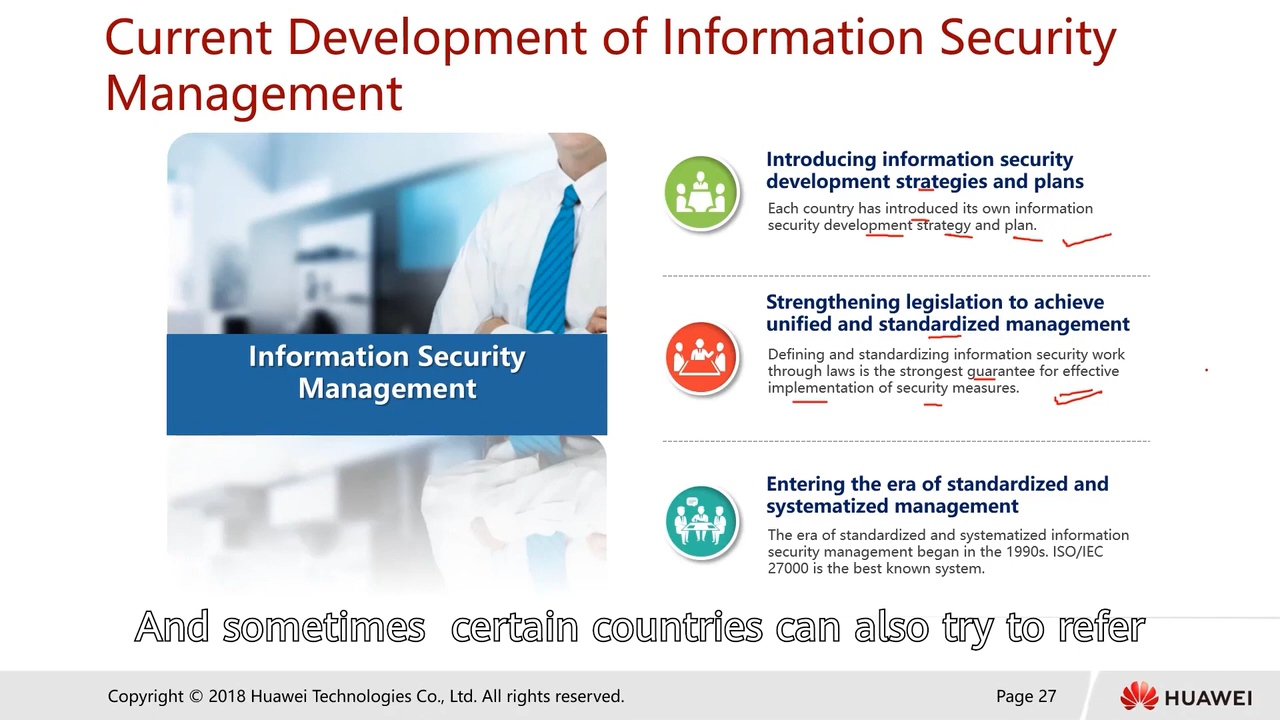 Current Development of Information Security
Management
Information Security
Management
Introducing information security
development strategies and plans
Each country has introduced its own information
security development strategy and plan.
Strengthening legislation to achieve
unified and standardized management
Defining and standardizing information security work
through laws is the strongest guarantee for effective
implementation of security measures.
Entering the era of standardized and
systematized management
The era of standardized and systematized information
security management began in the 1990s. ISO/IEC
27000 is the best known system.
And sometimes certain countries can also try to refer
Copyright © 2018 Huawei Technologies Co., Ltd. All rights reserved.
Page 27
HUAWEI